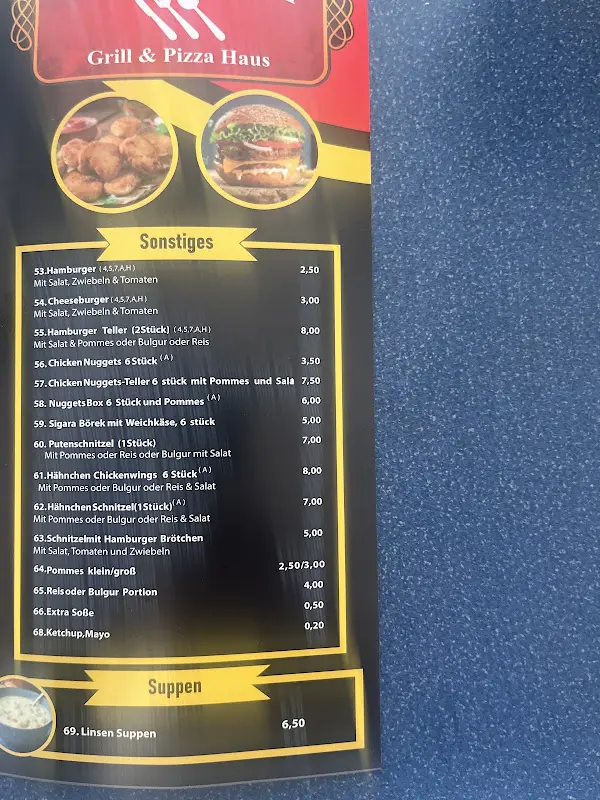 Grill & Pizza Haus
Sonstiges
53.Hamburger (4,5,7,A,H) 2,50
Mit Salat, Zwiebeln & Tomaten
54. Cheeseburger (4,5,7,A,H) 3,00
Mit Salat, Zwiebeln & Tomaten
55. Hamburger Teller (2Stück) (4,5,7,A,H) 8,00
Mit Salat & Pommes oder Bulgur oder Reis
56. Chicken Nuggets 6 Stück (A) 3,50
57. Chicken Nuggets-Teller 6 stück mit Pommes und Sala 7,50
58. Nuggets Box 6 Stück und Pommes (A) 6,00
59. Sigara Börek mit Weichkäse, 6 stück 5,00
60. Putenschnitzel (1Stück) 7,00
Mit Pommes oder Reis oder Bulgur mit Salat
61.Hähnchen Chickenwings 6 Stück (A) 8,00
Mit Pommes oder Bulgur oder Reis & Salat
62.Hähnchen Schnitzel(1Stück) (A) 7,00
Mit Pommes oder Bulgur oder Reis & Salat
63.Schnitzelmit Hamburger Brötchen 5,00
Mit Salat, Tomaten und Zwiebeln
64.Pommes klein/groß 2,50/3,00
65.Reis oder Bulgur Portion 4,00
66.Extra Soße 0,50
68.Ketchup,Mayo 0,20
Suppen
69. Linsen Suppen 6,50